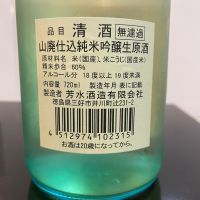 品目 清酒 無濾過
山廃仕込純米吟醸生原酒
原材料名 米(国産)、米こうじ(国産米)
精米歩合 60%
アルコール分 18度以上19度未満
内容量 720ml 製造年月 裏に記載
製造者 芳水酒造有限会社
徳島県三好市井川町辻231-2
4 512974 102315
お酒は20歳になってから。